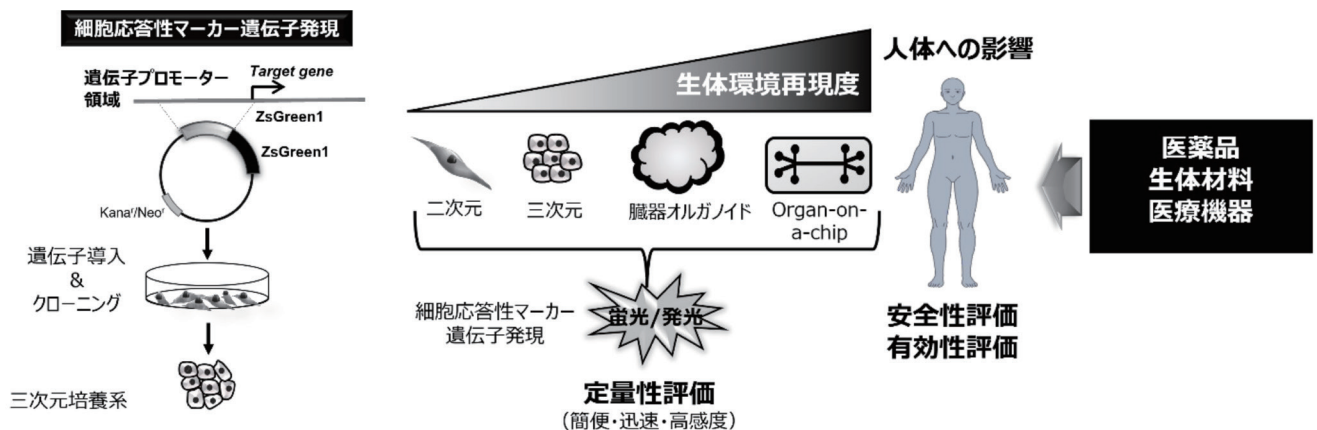 細胞応答性マーカー遺伝子発現
遺伝子プロモーター
領域
Target gene
ZsGreen1
ZsGreen1
Kanaʳ/Neoʳ
遺伝子導入
&
クローニング
三次元培養系
生体環境再現度
二次元
三次元
臓器オルガノイド
Organ-on-
a-chip
細胞応答性マーカー
遺伝子発現
蛍光/発光
定量性評価
(簡便・迅速・高感度)
人体への影響
安全性評価
有効性評価
医薬品
生体材料
医療機器